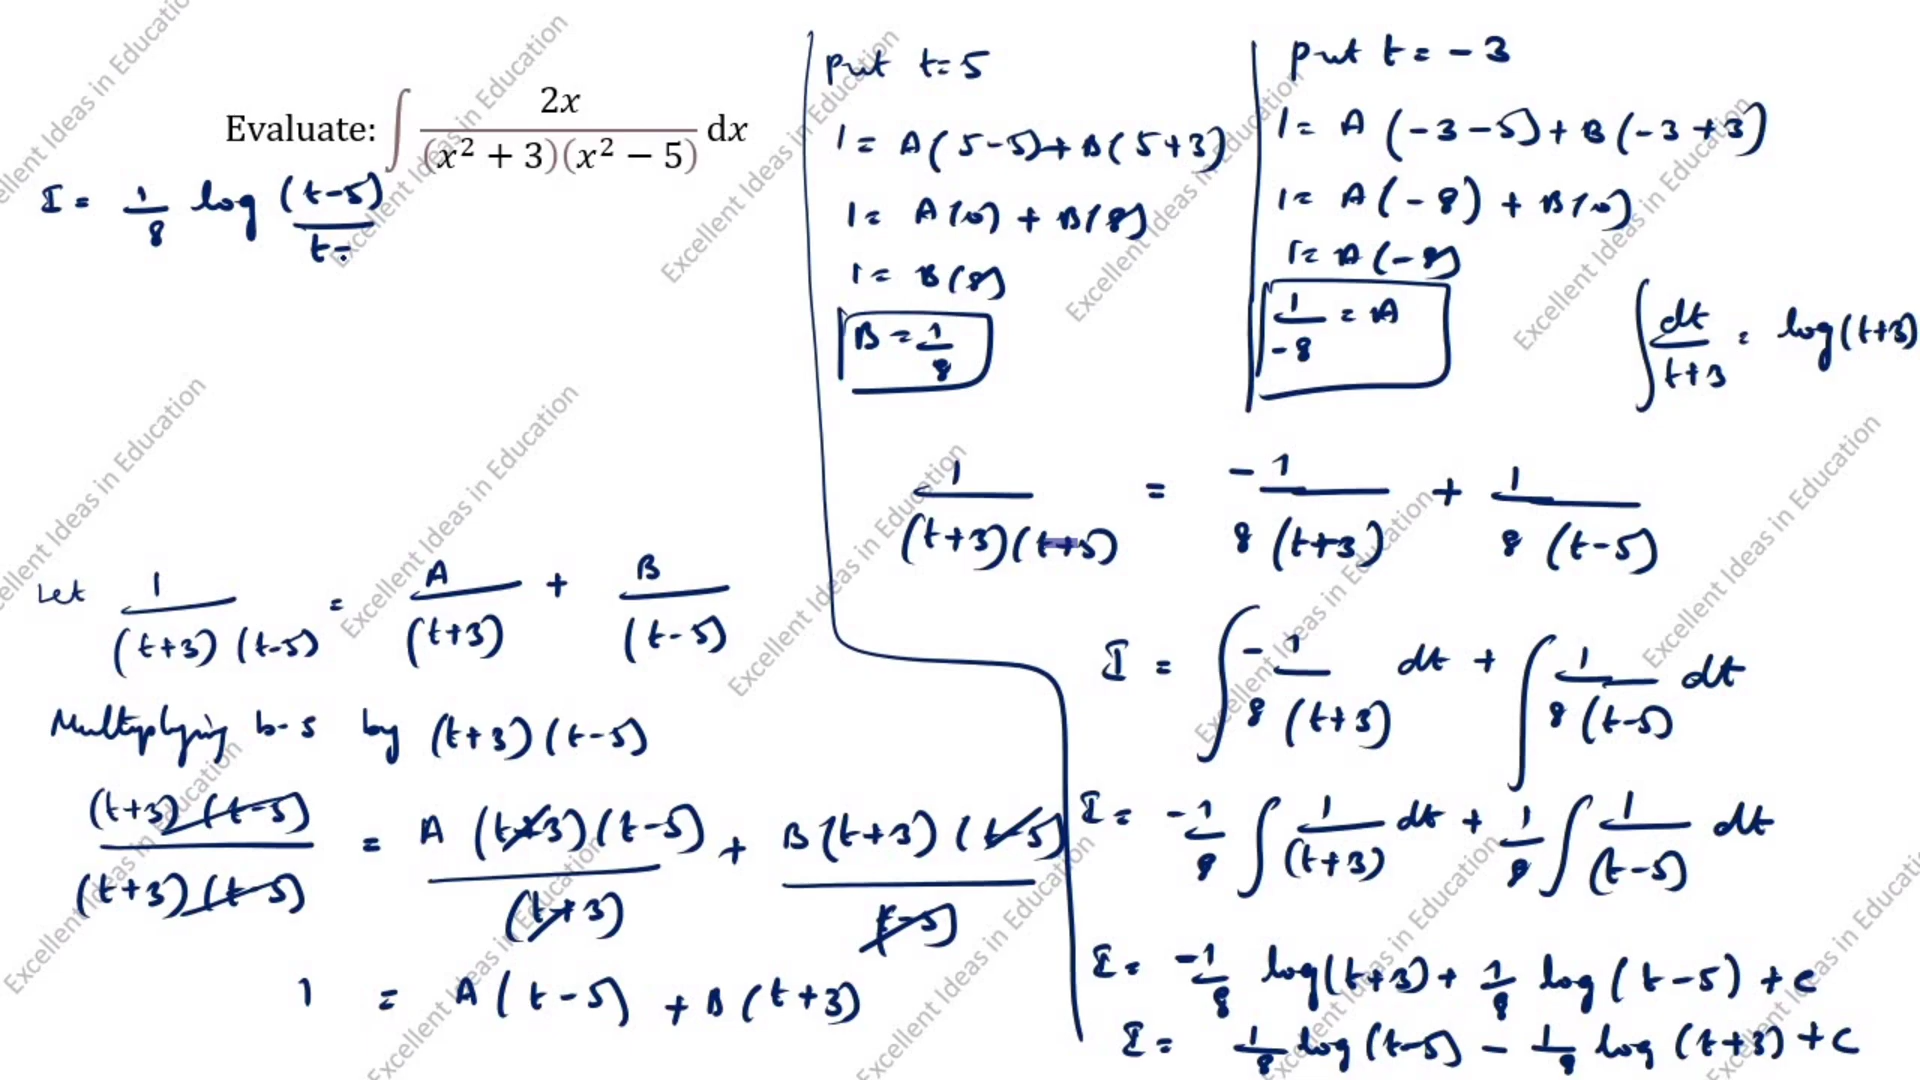 Evaluate: ∫ 2x / (x² + 3)(x² − 5) dx
I = 1/8 log (t-5) / t-
Let 1 / (t+3) (t-5) = A / (t+3) + B / (t-5)
Multiplying b-s by (t+3) (t-5)
(t+3) (t-5) / (t+3) (t-5) = A (t+3) (t-5) / (t+3) + B (t+3) (t-5) / (t-5)
1 = A (t-5) + B (t+3)
Put t=5
1 = A(5-5)+B(5+3)
1 = A(0) + B(8)
1 = B(8)
B = 1/8
put t = -3
1 = A (-3-5) + B(-3+3)
1 = A(-8) + B(0)
1 = A(-8)
1/-8 = A
∫ dt / t+3 = log(t+3)
1 / (t+3)(t+5) = -1 / 8 (t+3) + 1 / 8 (t-5)
I = ∫ -1 / 8 (t+3) dt + ∫ 1 / 8 (t-5) dt
I = -1/8 ∫ 1 / (t+3) dt + 1/8 ∫ 1 / (t-5) dt
I = -1/8 log(t+3) + 1/8 log (t-5) + c
I = 1/8 log (t-5) - 1/8 log (t+3) + c
Excellent Ideas in Education